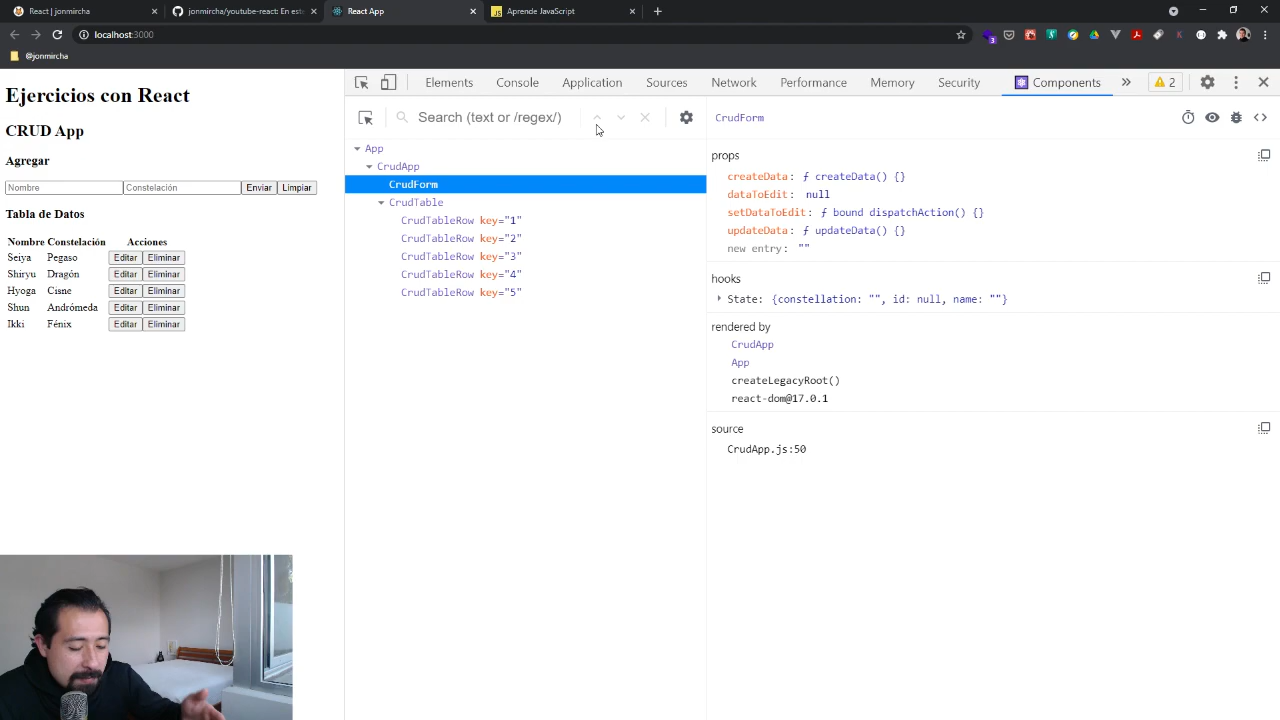 React | jonmircha
jonmircha/youtube-react: En este
React App
Aprende JavaScript
localhost:3000
3
@jonmircha
Ejercicios con React
CRUD App
Agregar
Nombre Constelación Enviar Limpiar
Tabla de Datos
Nombre Constelación Acciones
Seiya Pegaso Editar Eliminar
Shiryu Dragón Editar Eliminar
Hyoga Cisne Editar Eliminar
Shun Andrómeda Editar Eliminar
Ikki Fénix Editar Eliminar
Elements Console Application Sources Network Performance Memory Security Components » 2
Search (text or /regex/)
App
CrudApp
CrudForm
CrudTable
CrudTableRow key="1"
CrudTableRow key="2"
CrudTableRow key="3"
CrudTableRow key="4"
CrudTableRow key="5"
CrudForm
props
createData: ƒ createData() {}
dataToEdit: null
setDataToEdit: ƒ bound dispatchAction() {}
updateData: ƒ updateData() {}
new entry: ""
hooks
State: {constellation: "", id: null, name: ""}
rendered by
CrudApp
App
createLegacyRoot()
react-dom@17.0.1
source
CrudApp.js:50